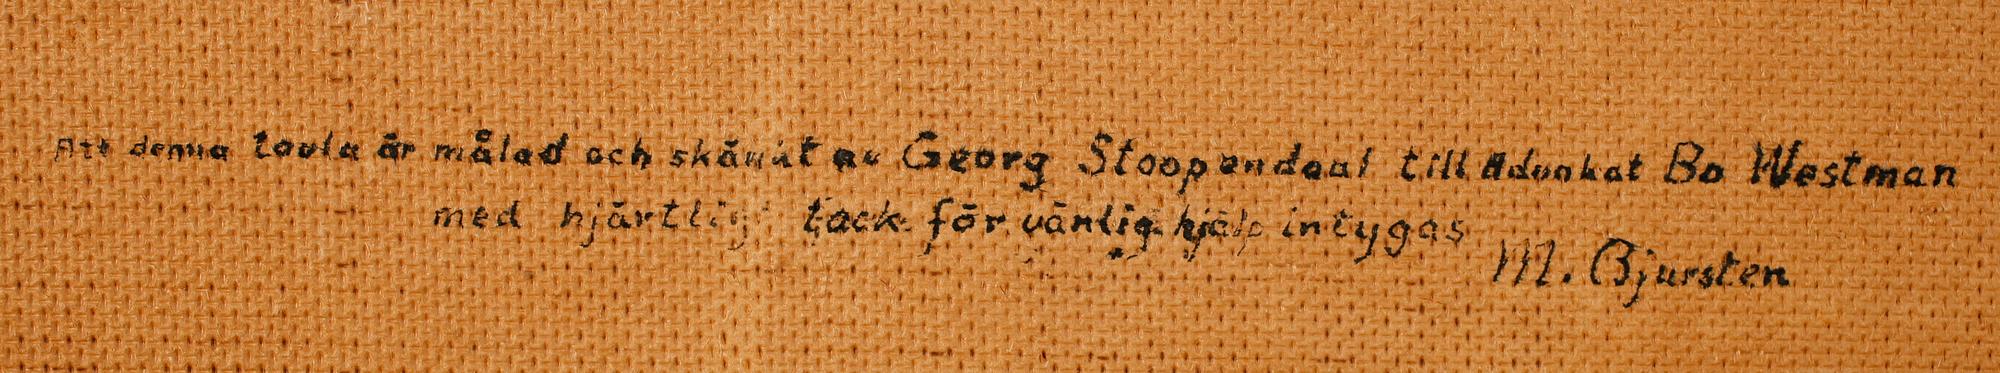 Att denna tavla är målad och skänkt av Georg Stoopendaal till Advokat Bo Westman
med hjärtligt tack för vänlig hjälp intygas
M. Bjursten